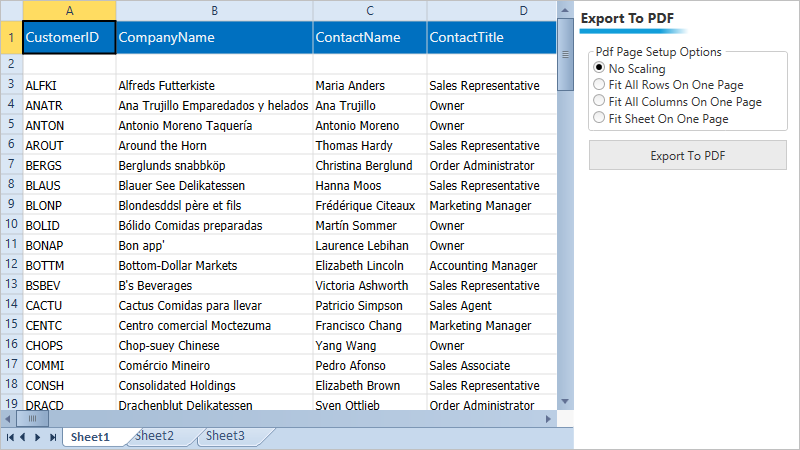 A B C D
1 CustomerID CompanyName ContactName ContactTitle
2
3 ALFKI Alfreds Futterkiste Maria Anders Sales Representative
4 ANATR Ana Trujillo Emparedados y helados Ana Trujillo Owner
5 ANTON Antonio Moreno Taquería Antonio Moreno Owner
6 AROUT Around the Horn Thomas Hardy Sales Representative
7 BERGS Berglunds snabbköp Christina Berglund Order Administrator
8 BLAUS Blauer See Delikatessen Hanna Moos Sales Representative
9 BLONP Blondesddsl père et fils Frédérique Citeaux Marketing Manager
10 BOLID Bólido Comidas preparadas Martín Sommer Owner
11 BONAP Bon app' Laurence Lebihan Owner
12 BOTTM Bottom-Dollar Markets Elizabeth Lincoln Accounting Manager
13 BSBEV B's Beverages Victoria Ashworth Sales Representative
14 CACTU Cactus Comidas para llevar Patricio Simpson Sales Agent
15 CENTC Centro comercial Moctezuma Francisco Chang Marketing Manager
16 CHOPS Chop-suey Chinese Yang Wang Owner
17 COMMI Comércio Mineiro Pedro Afonso Sales Associate
18 CONSH Consolidated Holdings Elizabeth Brown Sales Representative
19 DRACD Drachenblut Delikatessen Sven Ottlieb Order Administrator
Sheet1 Sheet2 Sheet3
Export To PDF
Pdf Page Setup Options
No Scaling
Fit All Rows On One Page
Fit All Columns On One Page
Fit Sheet On One Page
Export To PDF